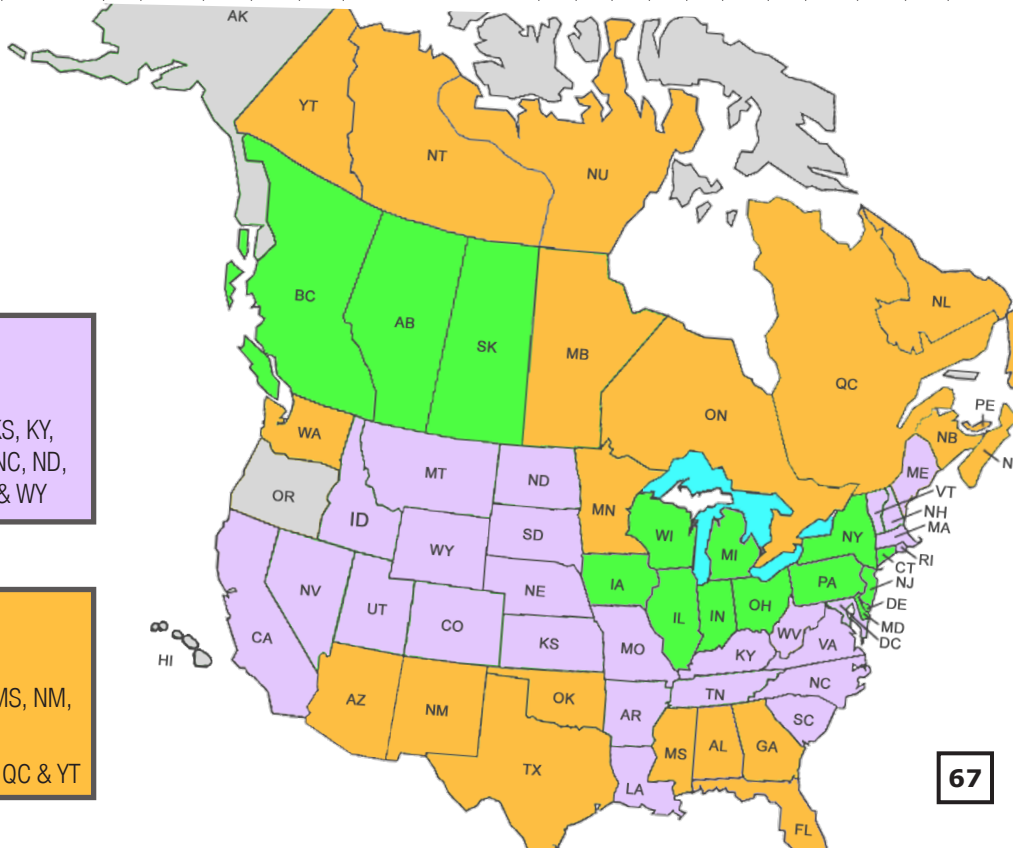 AK
YT
NT
NU
BC
AB
SK
MB
ON
QC
NL
PE
NB
N
WA
OR
ID
MT
ND
MN
SD
WY
NE
NV
UT
CO
KS
CA
HI
WI
MI
IA
IL
IN
OH
PA
NY
ME
VT
NH
MA
RI
CT
NJ
DE
MD
DC
WV
VA
KY
MO
NC
TN
SC
AR
LA
AZ
NM
OK
TX
MS
AL
GA
FL
KS, KY,
NC, ND,
& WY
MS, NM,
QC & YT
67